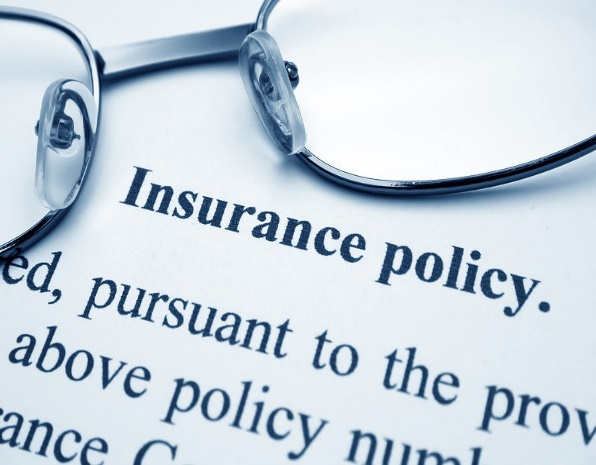 Insurance policy.
ed, pursuant to the prov
above policy num
rance C